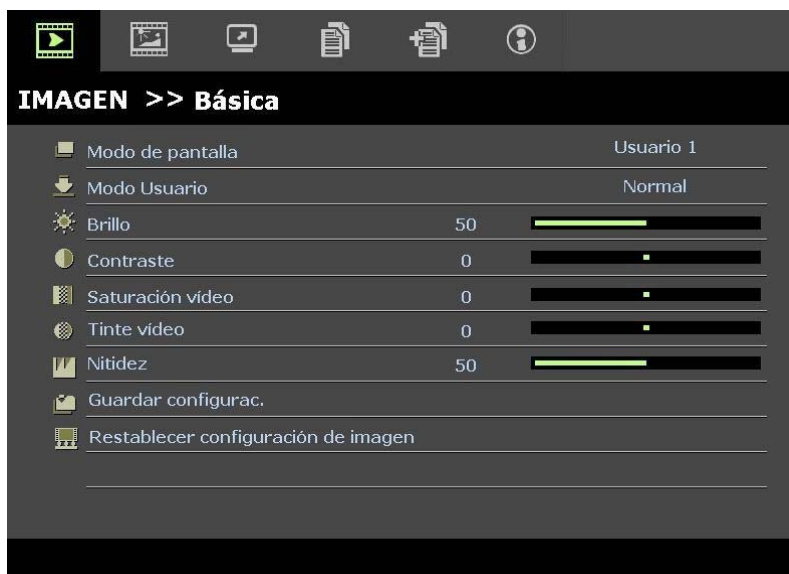 IMAGEN >> Básica
Modo de pantalla Usuario 1
Modo Usuario Normal
Brillo 50
Contraste 0
Saturación vídeo 0
Tinte vídeo 0
Nitidez 50
Guardar configurac.
Restablecer configuración de imagen